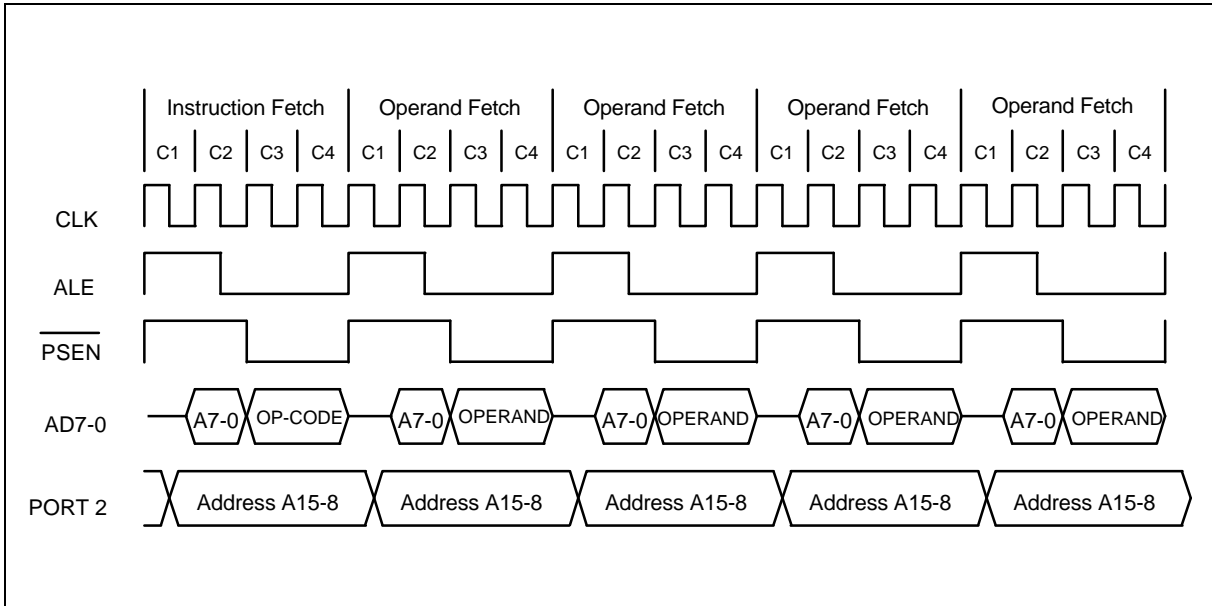 Instruction Fetch Operand Fetch Operand Fetch Operand Fetch Operand Fetch
C1 C2 C3 C4 C1 C2 C3 C4 C1 C2 C3 C4 C1 C2 C3 C4 C1 C2 C3 C4
CLK
ALE
PSEN
AD7-0 A7-0 OP-CODE A7-0 OPERAND A7-0 OPERAND A7-0 OPERAND A7-0 OPERAND
PORT 2 Address A15-8 Address A15-8 Address A15-8 Address A15-8 Address A15-8